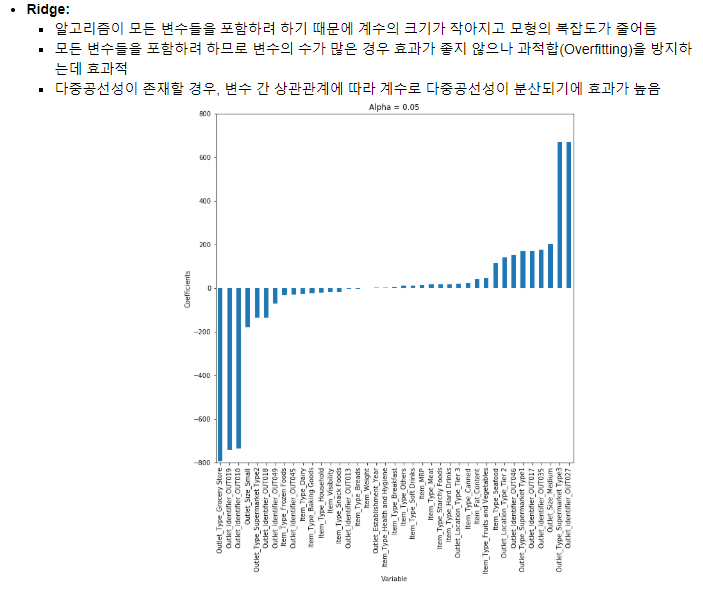 Ridge:
알고리즘이 모든 변수들을 포함하려 하기 때문에 계수의 크기가 작아지고 모형의 복잡도가 줄어듬
모든 변수들을 포함하려 하므로 변수의 수가 많은 경우 효과가 좋지 않으나 과적합(Overfitting)을 방지하
는데 효과적
다중공선성이 존재할 경우, 변수 간 상관관계에 따라 계수로 다중공선성이 분산되기에 효과가 높음
Alpha = 0.05
800
600
400
200
0
−200
−400
−600
−800
Coefficients
Outlet_Type_Grocery Store
Outlet_Identifier_OUT019
Outlet_Identifier_OUT010
Outlet_Size_Small
Outlet_Type_Supermarket Type2
Outlet_Identifier_OUT018
Outlet_Identifier_OUT049
Item_Type_Frozen Foods
Outlet_Identifier_OUT045
Item_Type_Dairy
Item_Type_Baking Goods
Item_Type_Household
Item_Visibility
Item_Type_Snack Foods
Outlet_Identifier_OUT013
Item_Type_Breads
Item_Weight
Outlet_Establishment_Year
Item_Type_Health and Hygiene
Item_Type_Breakfast
Item_Type_Others
Item_Type_Soft Drinks
Item_MRP
Item_Type_Meat
Item_Type_Starchy Foods
Item_Type_Hard Drinks
Outlet_Location_Type_Tier 3
Item_Type_Canned
Item_Fat_Content
Item_Type_Fruits and Vegetables
Item_Type_Seafood
Outlet_Location_Type_Tier 2
Outlet_Identifier_OUT046
Outlet_Type_Supermarket Type1
Outlet_Identifier_OUT017
Outlet_Identifier_OUT035
Outlet_Size_Medium
Outlet_Type_Supermarket Type3
Outlet_Identifier_OUT027
Variable